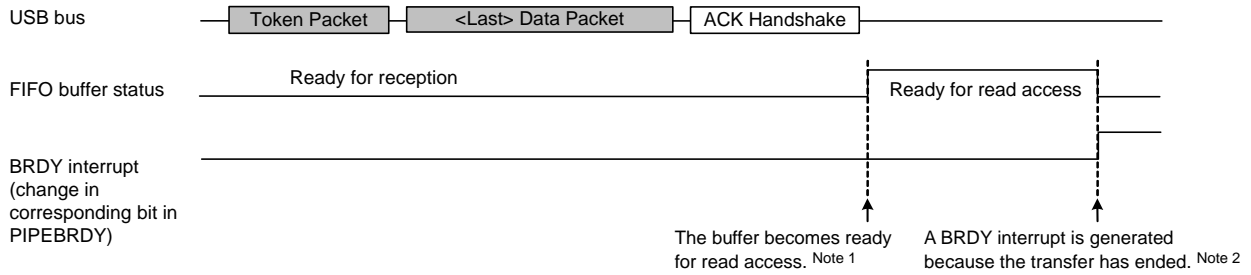 USB bus
Token Packet
<Last> Data Packet
ACK Handshake
Ready for reception
FIFO buffer status
Ready for read access
BRDY interrupt
(change in
corresponding bit in
PIPEBRDY)
The buffer becomes ready
for read access. Note 1
A BRDY interrupt is generated
because the transfer has ended. Note 2